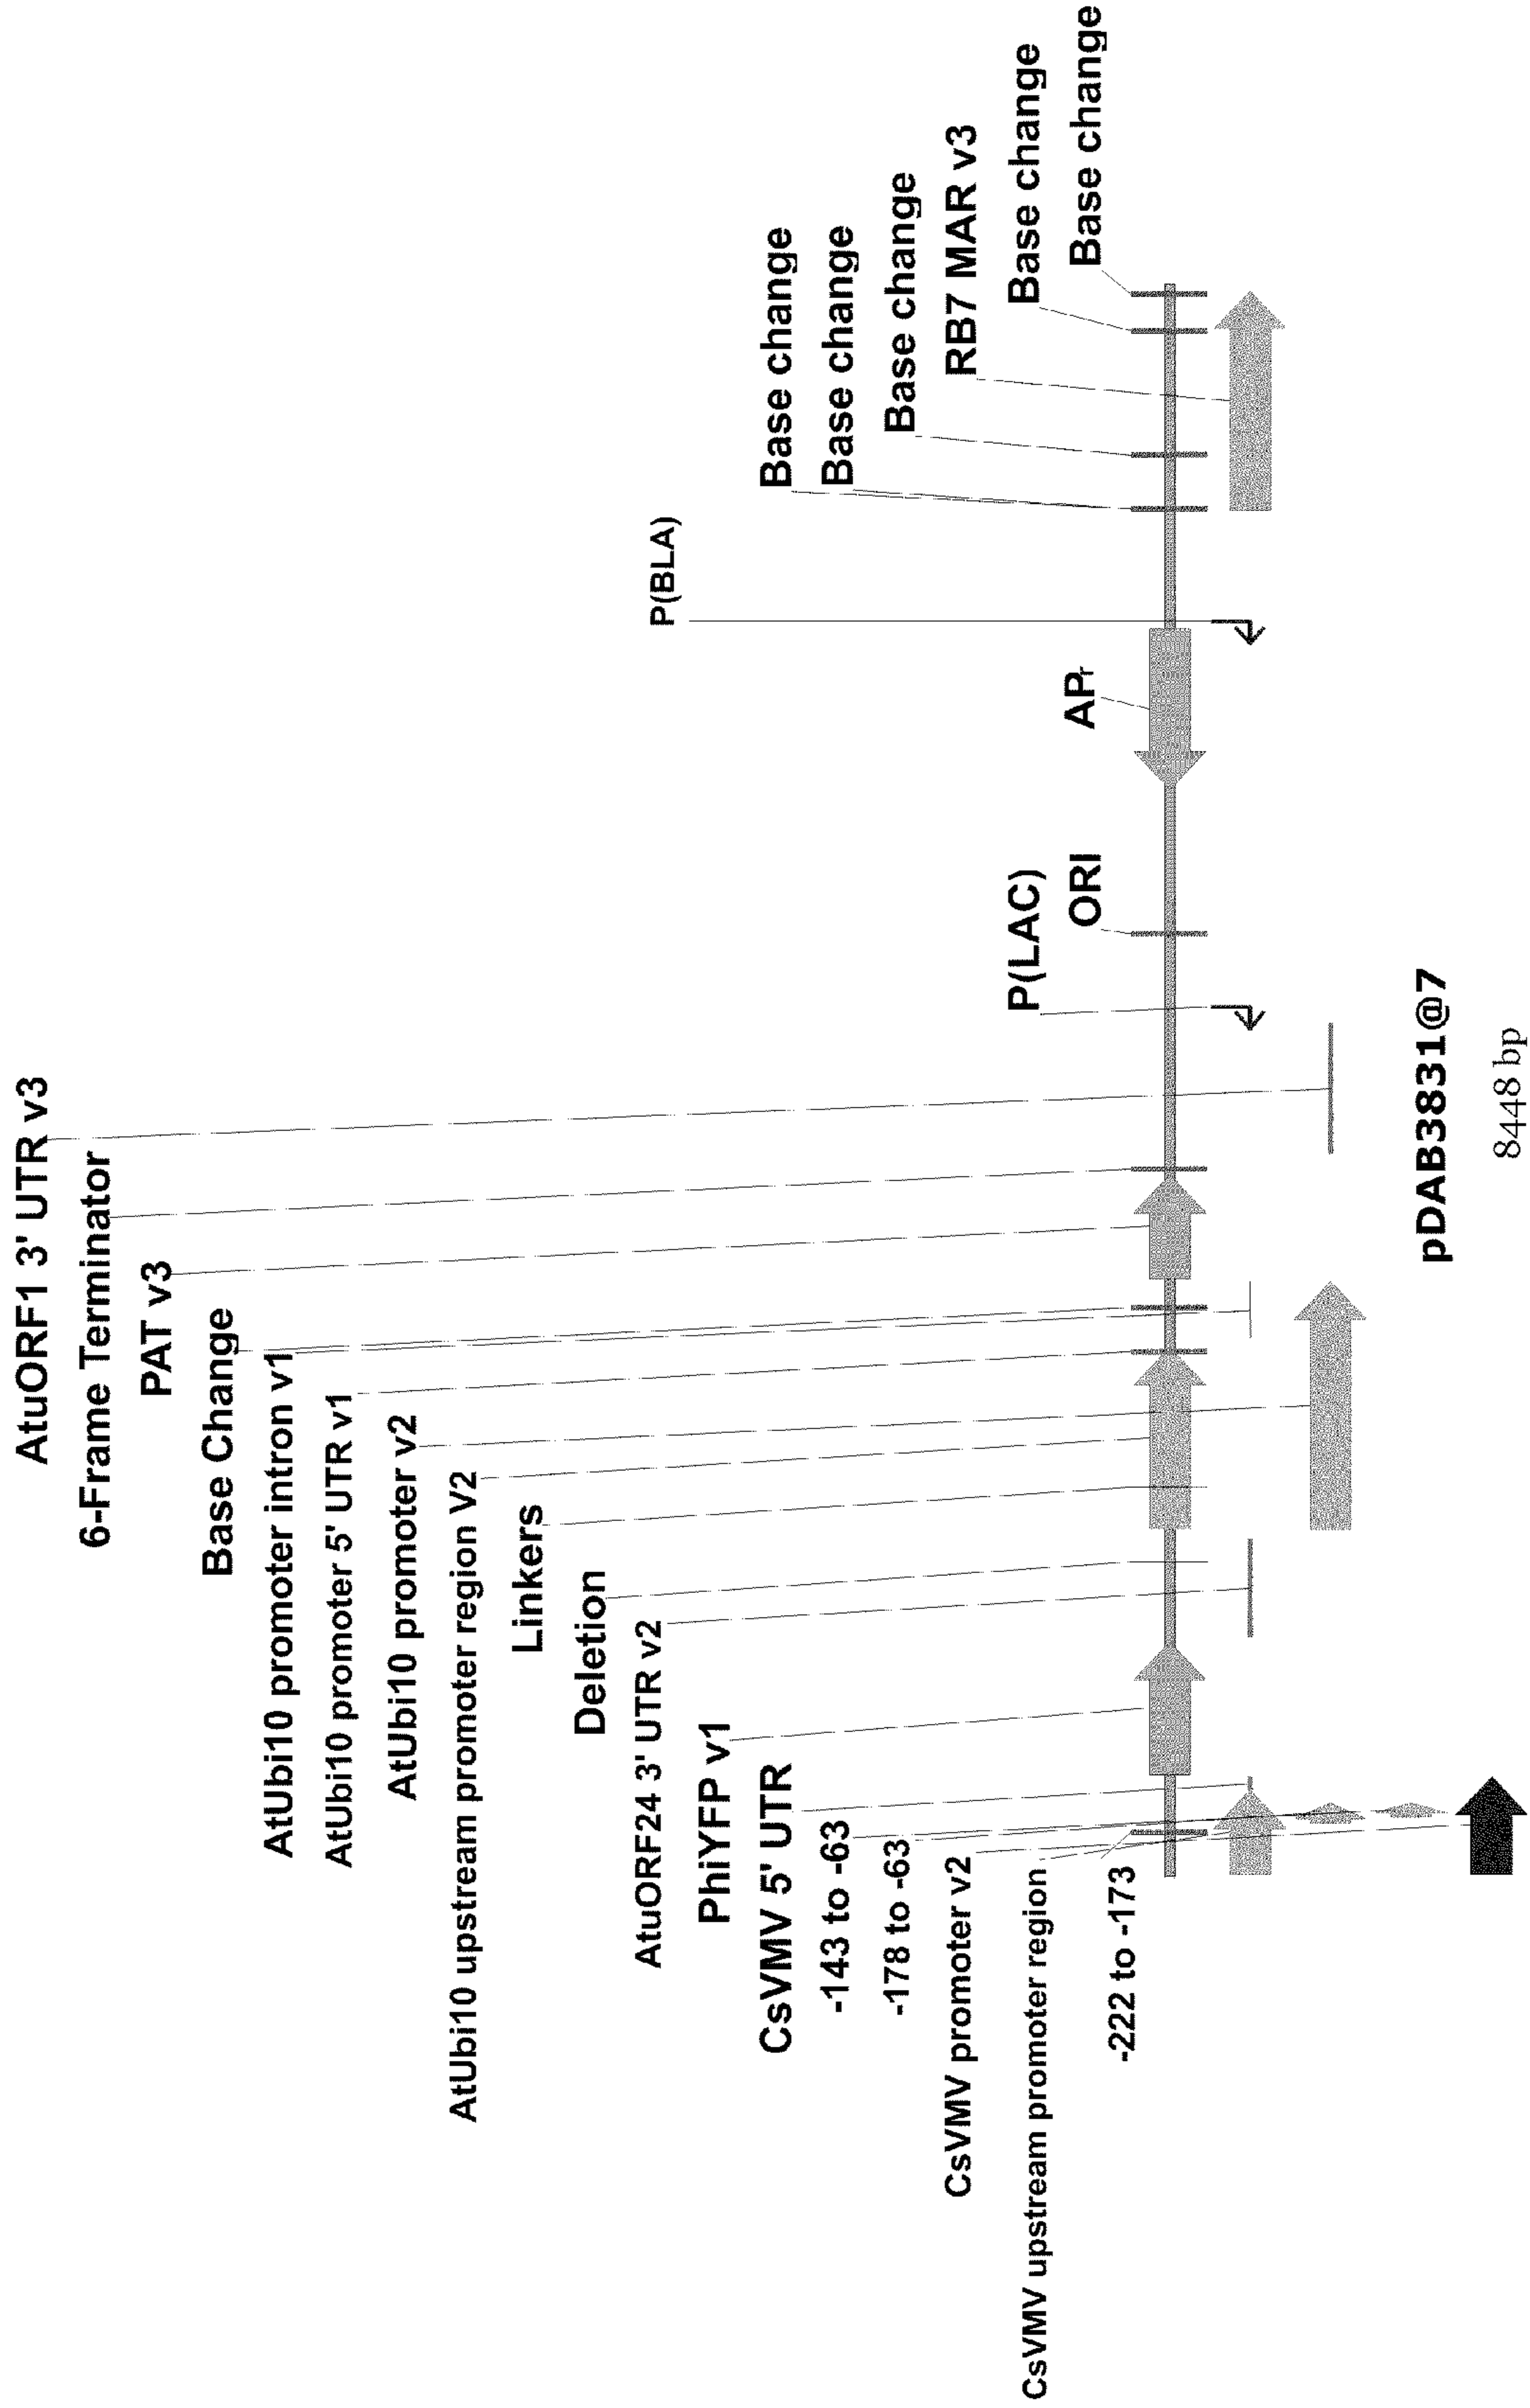 AtuORF1 3' UTR v3
6-Frame Terminator
PAT v3
Base Change
AtUbi10 promoter intron v1
AtUbi10 promoter 5' UTR v1
AtUbi10 promoter v2
AtUbi10 upstream promoter region V2
Linkers
Deletion
AtuORF24 3' UTR v2
PhiYFP v1
CsVMV 5' UTR
-143 to -63
-178 to -63
CsVMV promoter v2
CsVMV upstream promoter region
-222 to -173
P(LAC)
ORI
P(BLA)
APr
Base change
Base change
Base change
RB7 MAR v3
Base change
Base change
pDAB3831@7
8448 bp